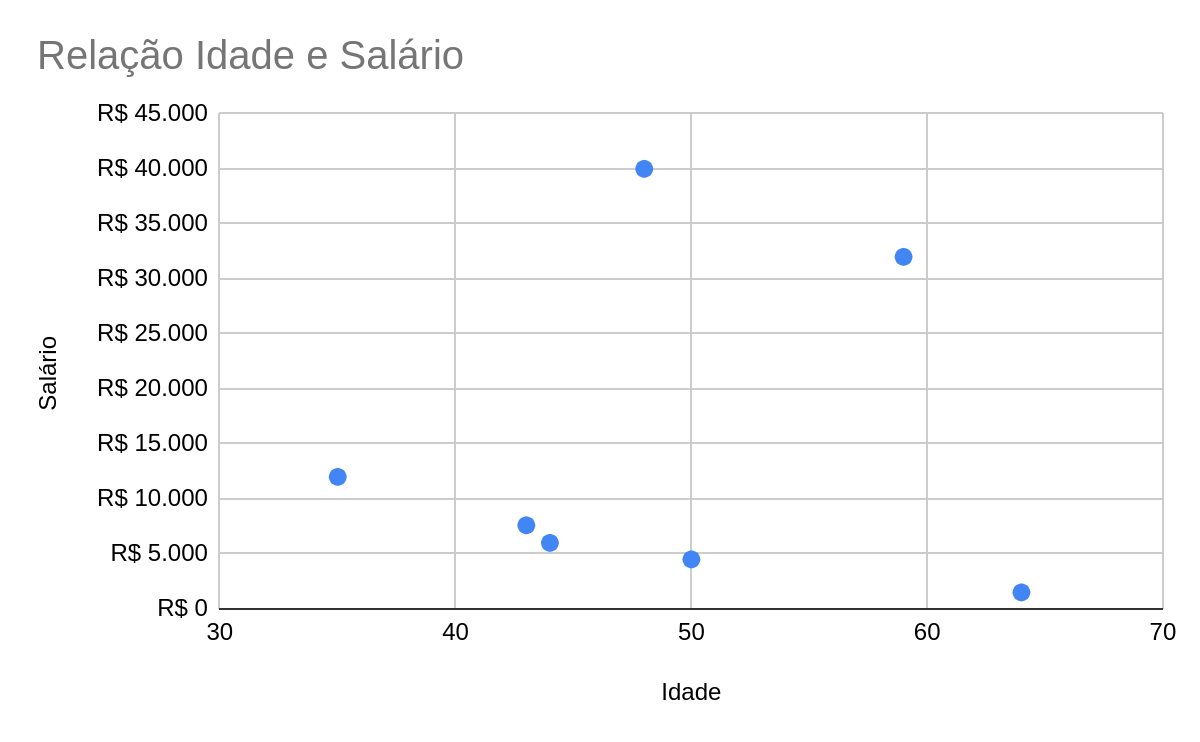 Relação Idade e Salário
R$ 45.000
R$ 40.000
R$ 35.000
R$ 30.000
R$ 25.000
R$ 20.000
R$ 15.000
R$ 10.000
R$ 5.000
R$ 0
Salário
30 40 50 60 70
Idade